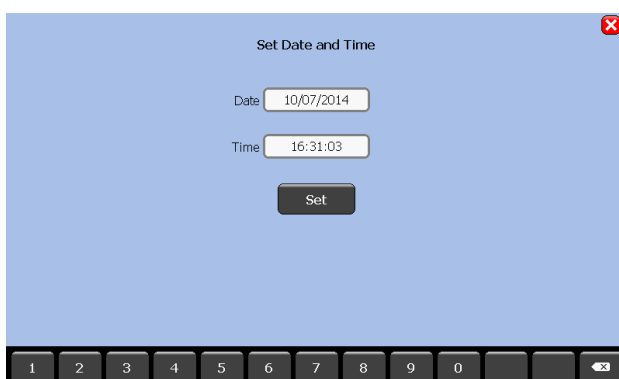 Set Date and Time
Date 10/07/2014
Time 16:31:03
Set
1 2 3 4 5 6 7 8 9 0